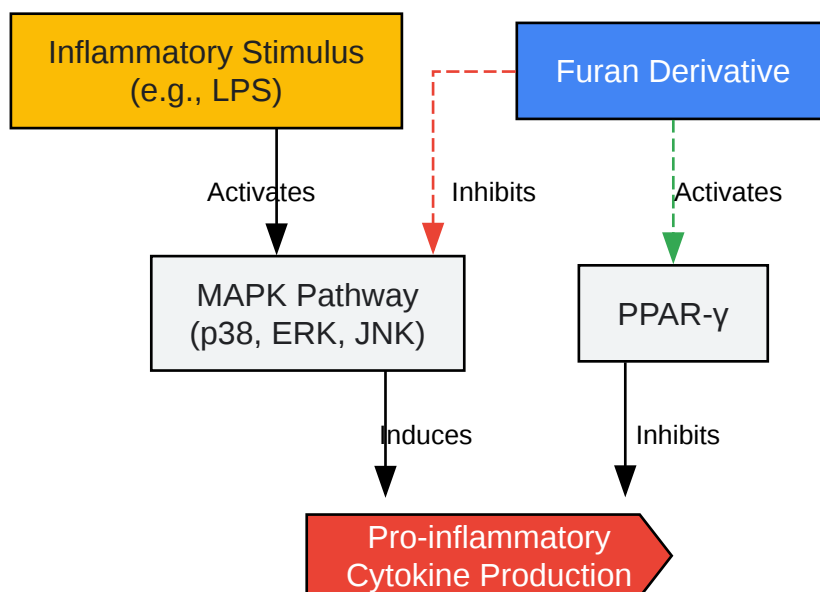 Inflammatory Stimulus
(e.g., LPS)
Furan Derivative
Activates
Inhibits
Activates
MAPK Pathway
(p38, ERK, JNK)
PPAR-γ
Induces
Inhibits
Pro-inflammatory
Cytokine Production